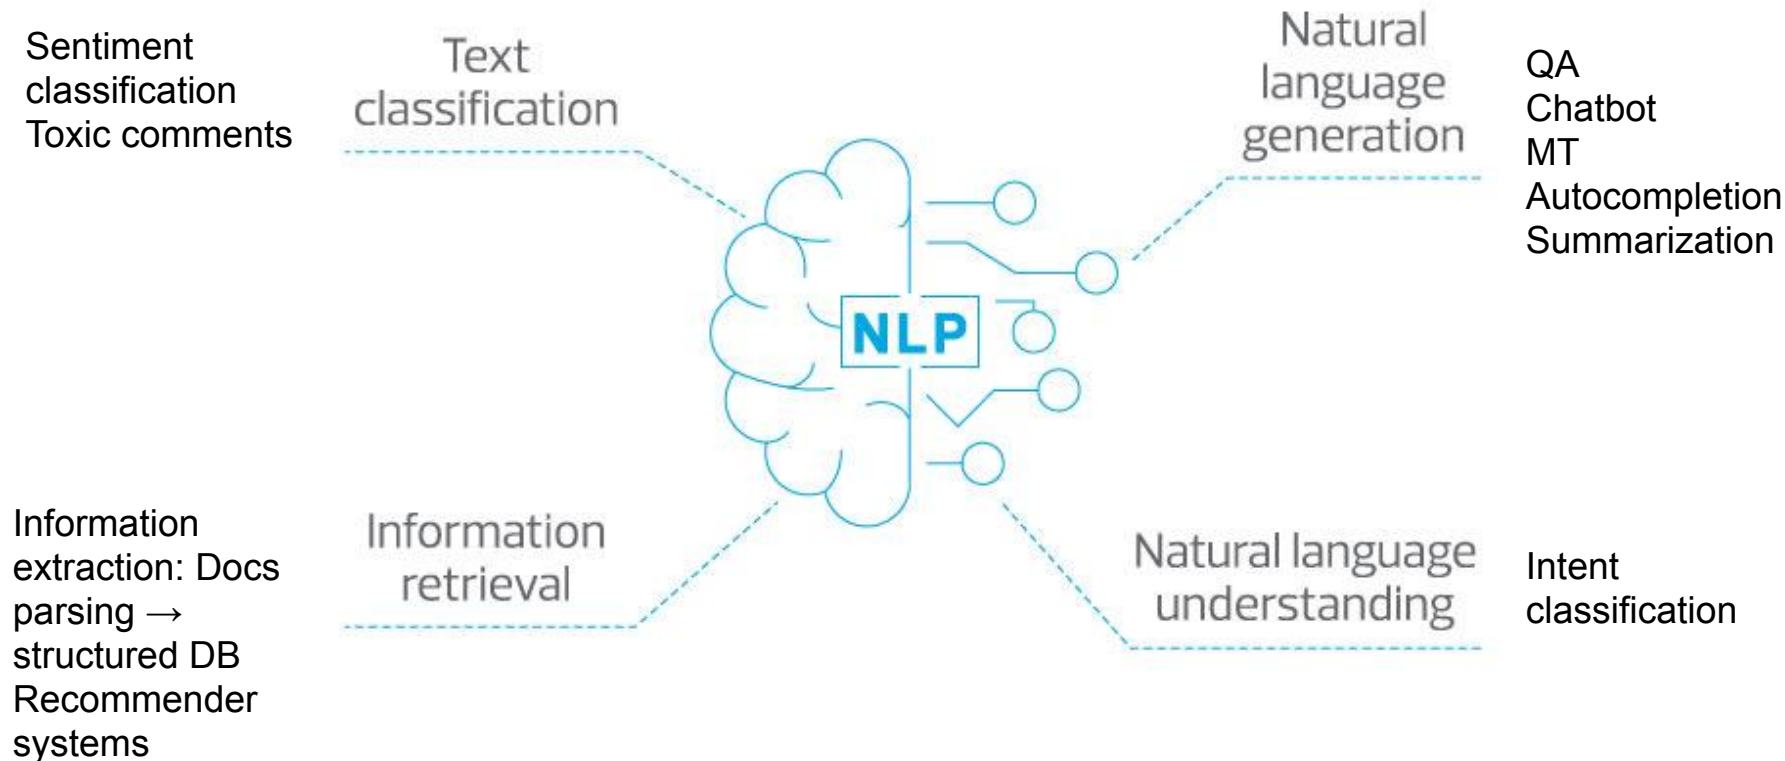 Sentiment
classification
Toxic comments
Text
classification
Natural
language
generation
QA
Chatbot
MT
Autocompletion
Summarization
NLP
Information
extraction: Docs
parsing →
structured DB
Recommender
systems
Information
retrieval
Natural language
understanding
Intent
classification